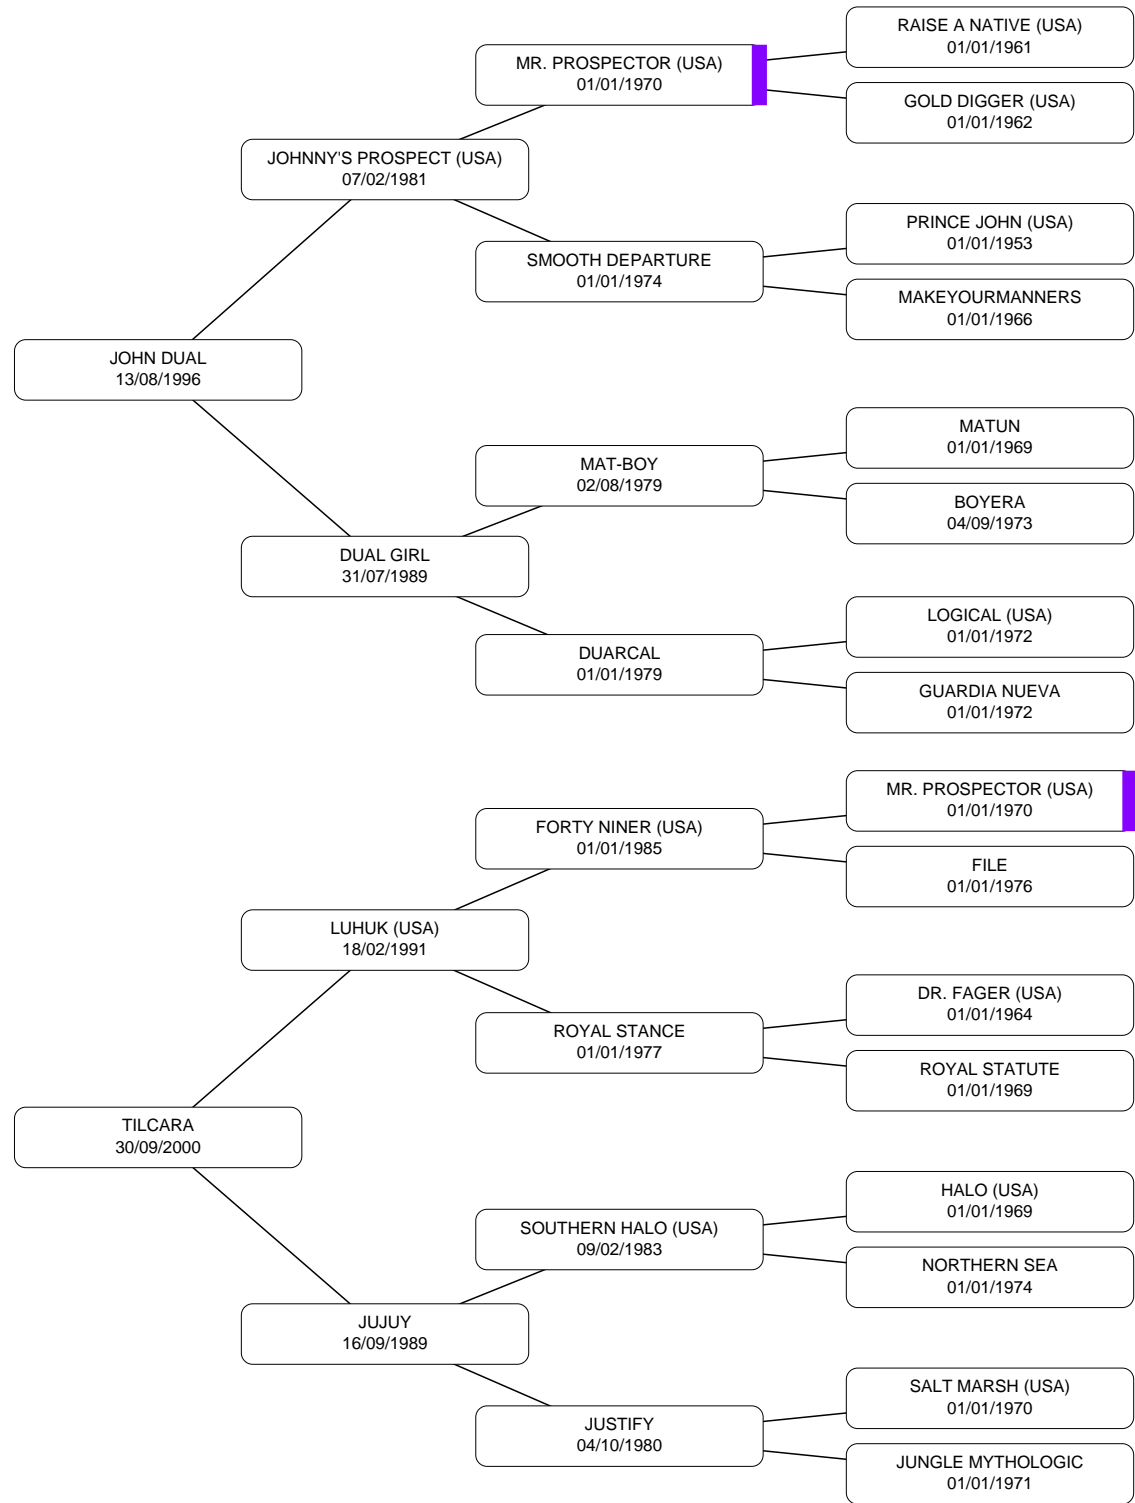 RAISE A NATIVE (USA)
01/01/1961
MR. PROSPECTOR (USA)
01/01/1970
GOLD DIGGER (USA)
01/01/1962
JOHNNY'S PROSPECT (USA)
07/02/1981
PRINCE JOHN (USA)
01/01/1953
SMOOTH DEPARTURE
01/01/1974
MAKEYOURMANNERS
01/01/1966
JOHN DUAL
13/08/1996
MATUN
01/01/1969
MAT-BOY
02/08/1979
BOYERA
04/09/1973
DUAL GIRL
31/07/1989
LOGICAL (USA)
01/01/1972
DUARCAL
01/01/1979
GUARDIA NUEVA
01/01/1972
MR. PROSPECTOR (USA)
01/01/1970
FORTY NINER (USA)
01/01/1985
FILE
01/01/1976
LUHUK (USA)
18/02/1991
DR. FAGER (USA)
01/01/1964
ROYAL STANCE
01/01/1977
ROYAL STATUTE
01/01/1969
TILCARA
30/09/2000
HALO (USA)
01/01/1969
SOUTHERN HALO (USA)
09/02/1983
NORTHERN SEA
01/01/1974
JUJUY
16/09/1989
SALT MARSH (USA)
01/01/1970
JUSTIFY
04/10/1980
JUNGLE MYTHOLOGIC
01/01/1971